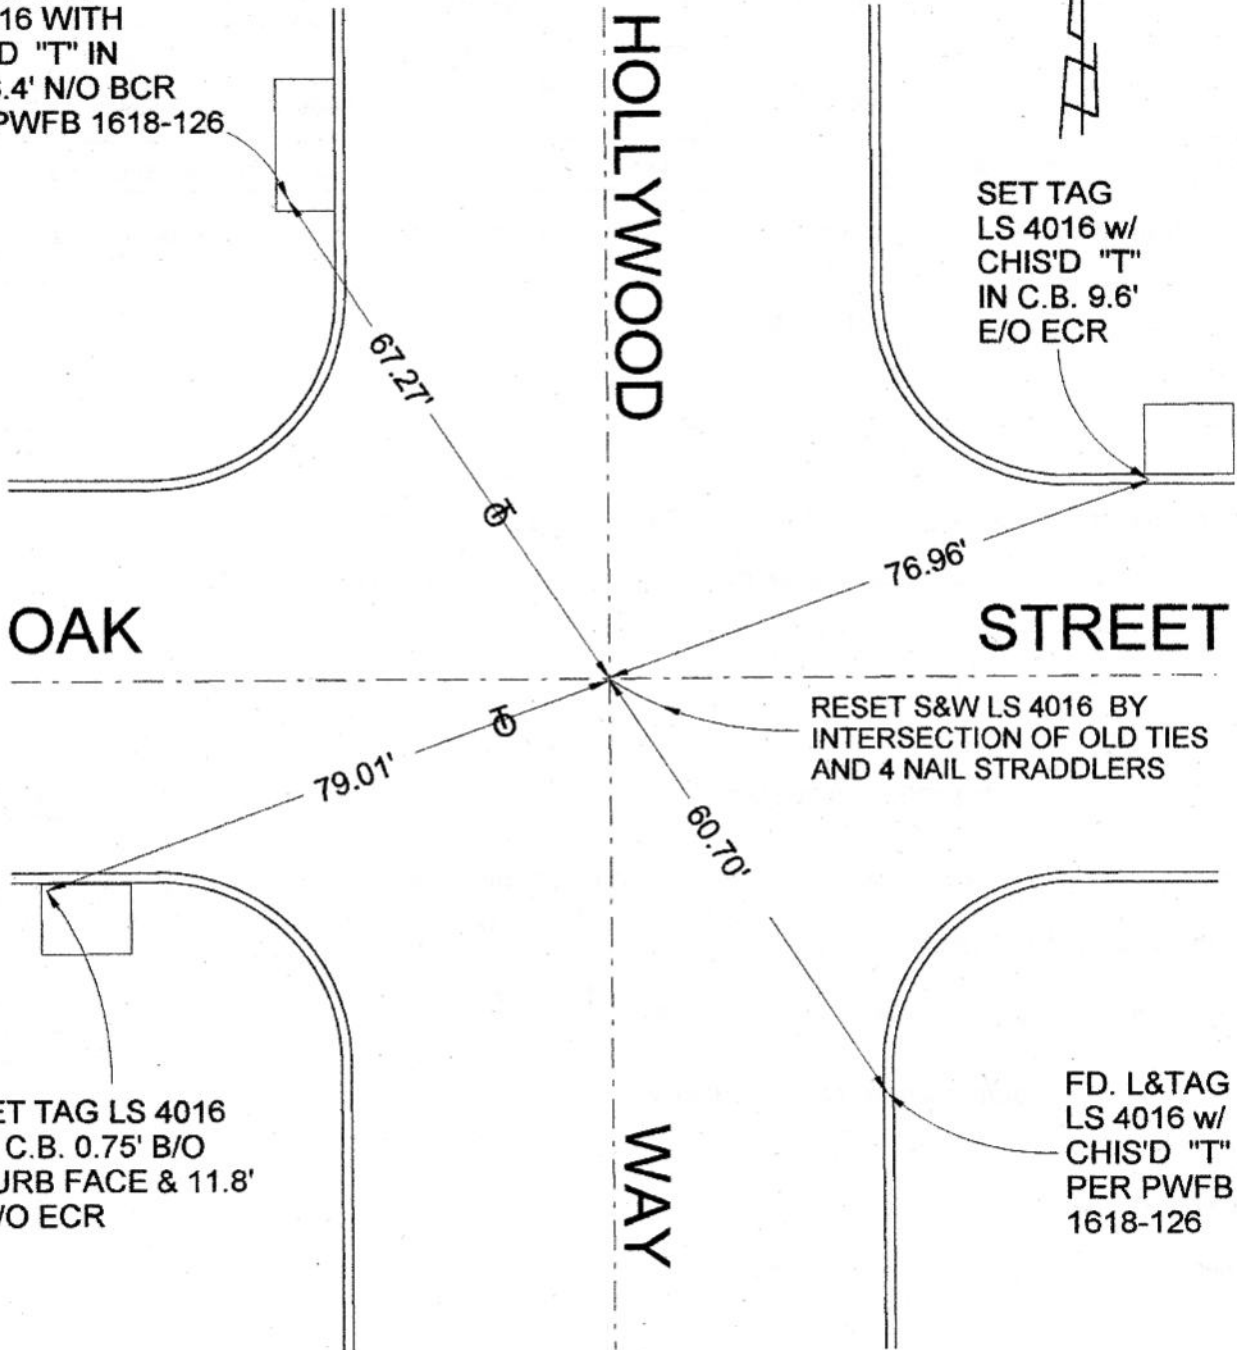 16 WITH
D "T" IN
.4' N/O BCR
PWFB 1618-126
HOLLYWOOD
SET TAG
LS 4016 w/
CHIS'D "T"
IN C.B. 9.6'
E/O ECR
67.27'
76.96'
OAK
STREET
RESET S&W LS 4016 BY
INTERSECTION OF OLD TIES
AND 4 NAIL STRADDLERS
79.01'
60.70'
ET TAG LS 4016
C.B. 0.75' B/O
URB FACE & 11.8'
/O ECR
WAY
FD. L&TAG
LS 4016 w/
CHIS'D "T"
PER PWFB
1618-126